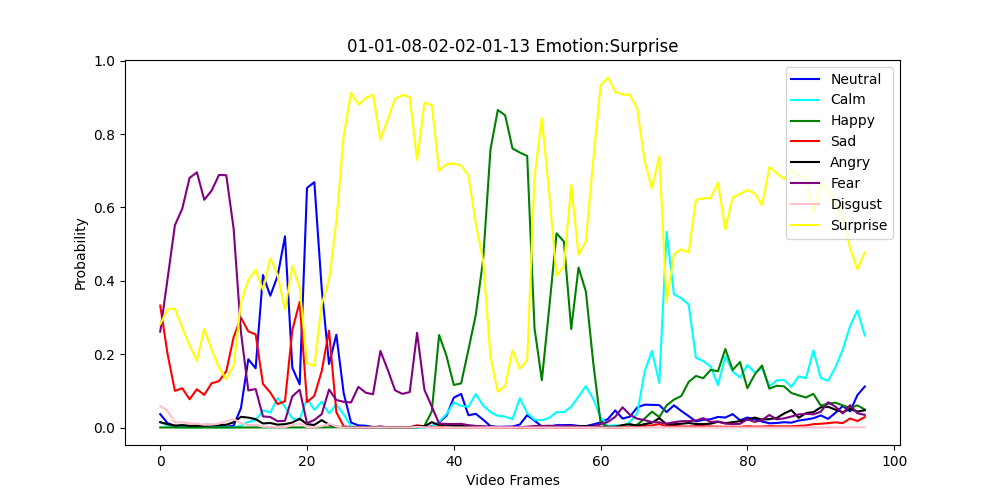 01-01-08-02-02-01-13 Emotion:Surprise
1.0
0.8
0.6
0.4
0.2
0.0
Probability
Neutral
Calm
Happy
Sad
Angry
Fear
Disgust
Surprise
0 20 40 60 80 100
Video Frames